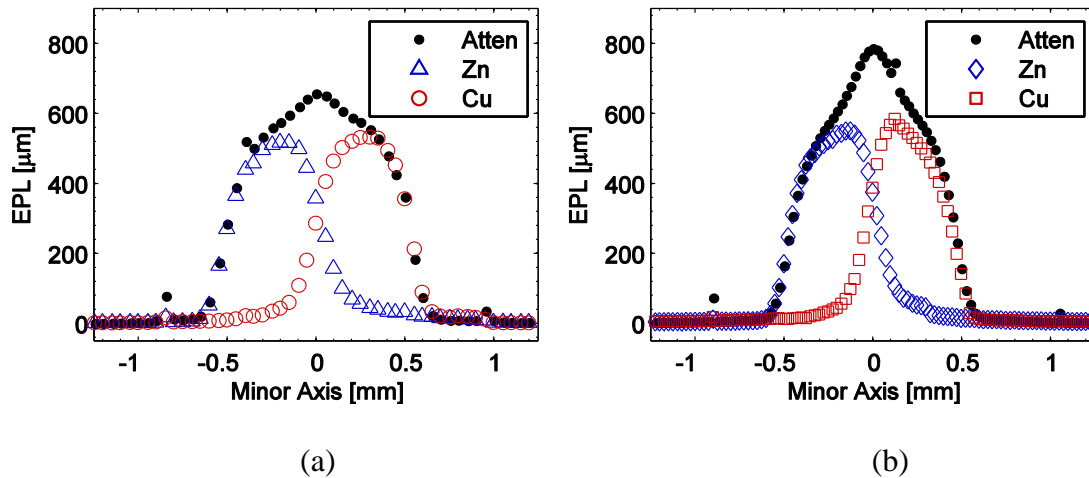 800
600
400
200
0
EPL [µm]
Atten
Zn
Cu
-1 -0.5 0 0.5 1
Minor Axis [mm]
(a)
800
600
400
200
0
EPL [µm]
Atten
Zn
Cu
-1 -0.5 0 0.5 1
Minor Axis [mm]
(b)